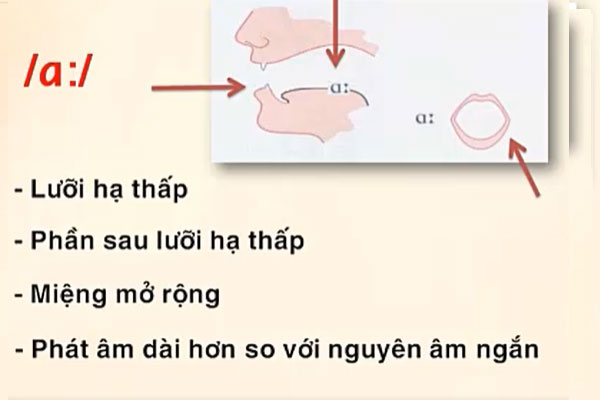 /ɑ:/
ɑ:
ɑ:
- Lưỡi hạ thấp
- Phần sau lưỡi hạ thấp
- Miệng mở rộng
- Phát âm dài hơn so với nguyên âm ngắn